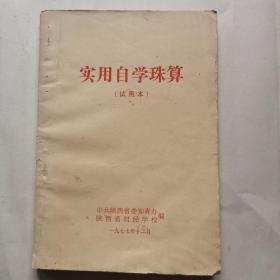 实用自学珠算
（试用本）
中共陕西省委知青办
陕西省财经学校 编
一九七七年十二月